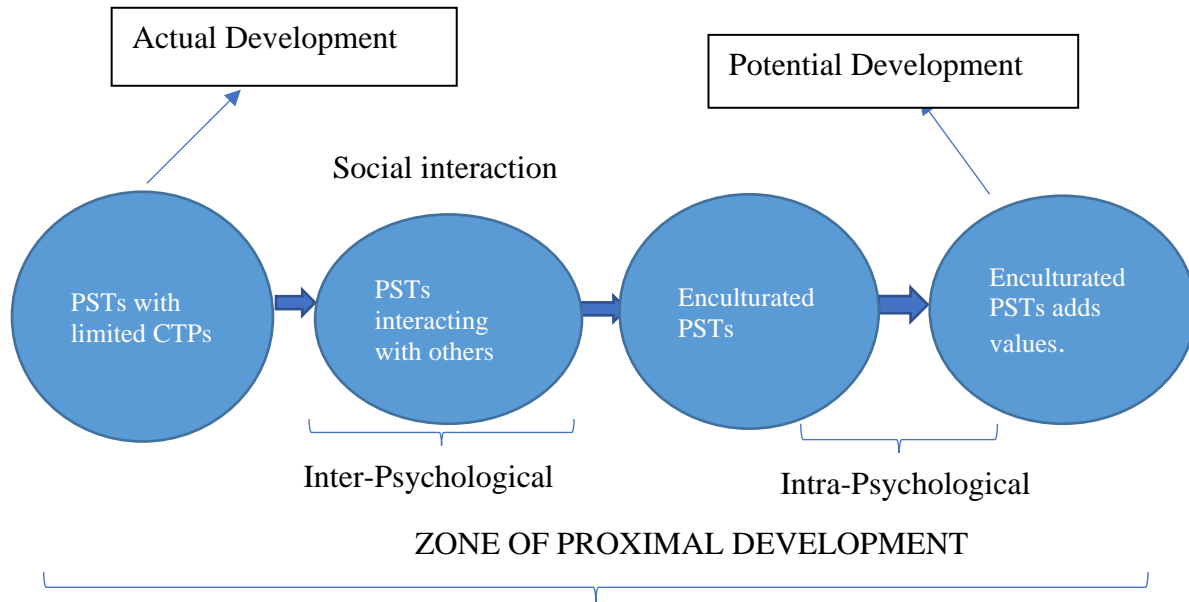 Actual Development
Potential Development
Social interaction
PSTs with
limited CTPs
PSTs
interacting
with others
Enculturated
PSTs
Enculturated
PSTs adds
values.
Inter-Psychological
Intra-Psychological
ZONE OF PROXIMAL DEVELOPMENT